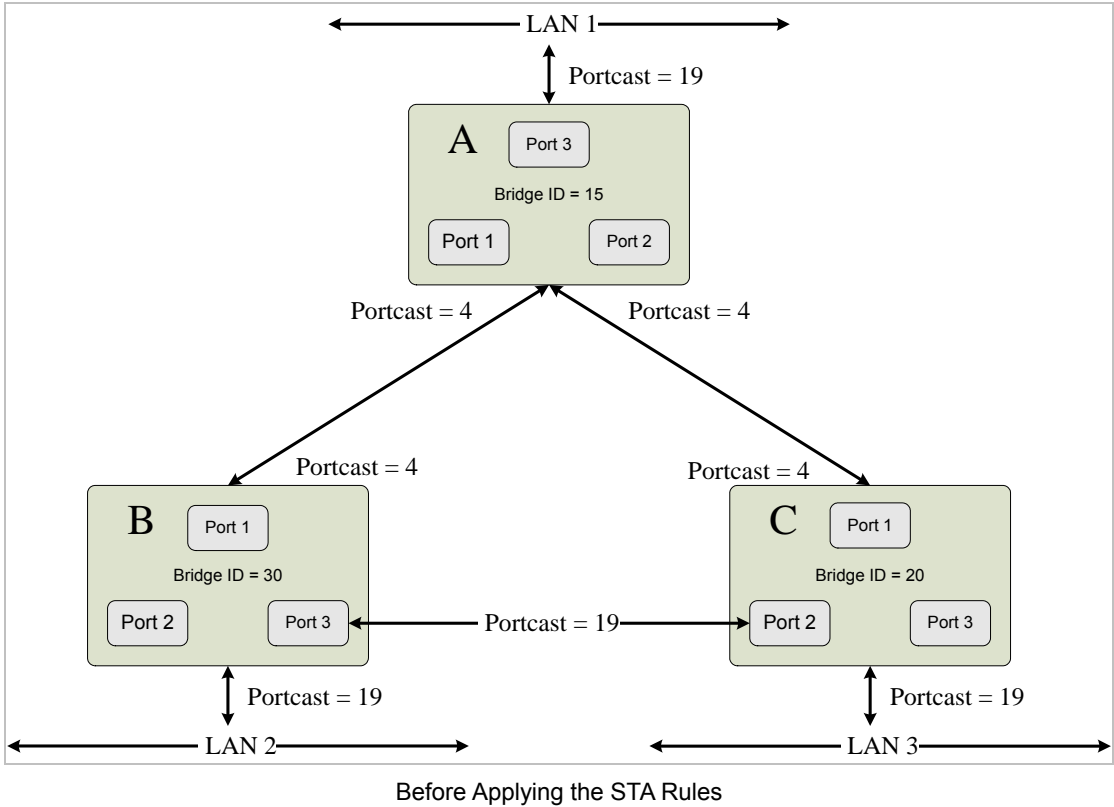 LAN 1
Portcast = 19
A
Port 3
Bridge ID = 15
Port 1
Port 2
Portcast = 4
Portcast = 4
Portcast = 4
Portcast = 4
B
Port 1
Bridge ID = 30
Port 2
Port 3
C
Port 1
Bridge ID = 20
Port 2
Port 3
Portcast = 19
Portcast = 19
Portcast = 19
LAN 2
LAN 3
Before Applying the STA Rules